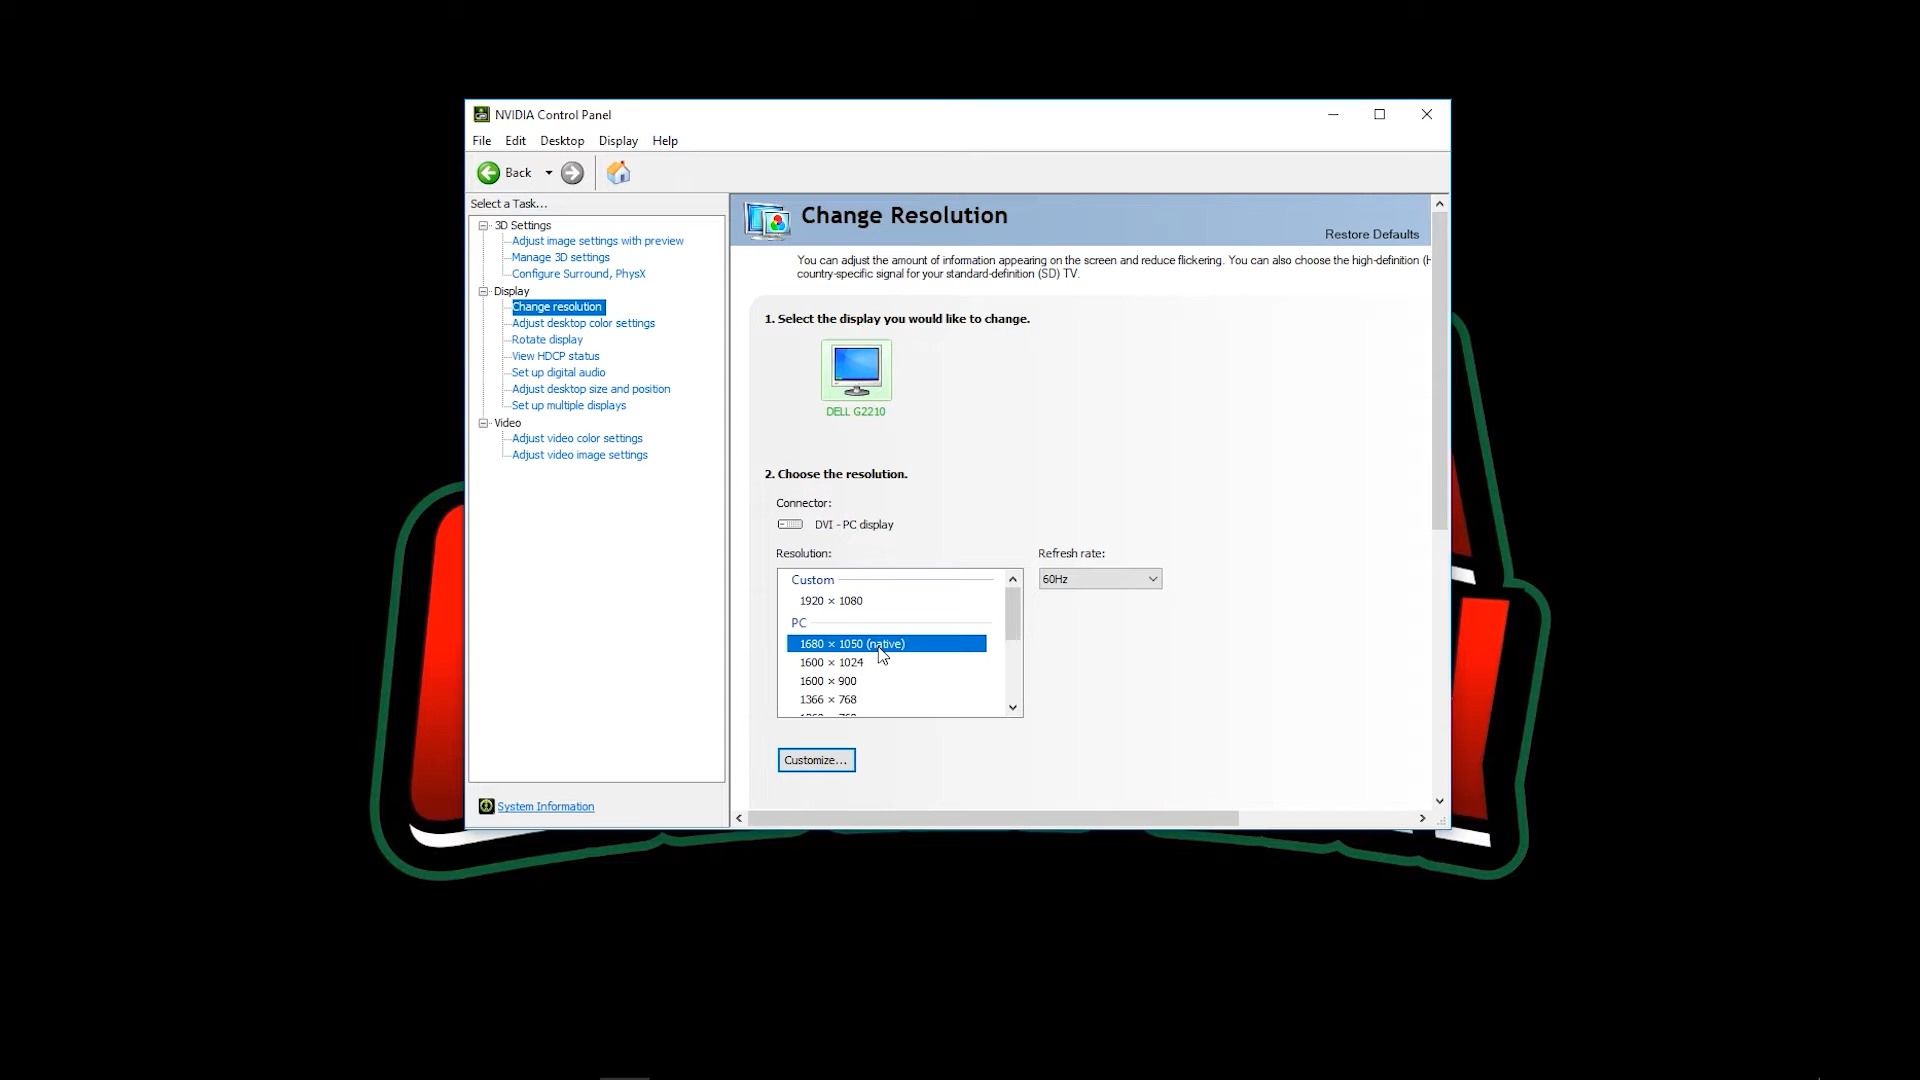 NVIDIA Control Panel
File Edit Desktop Display Help
Back
Select a Task...
3D Settings
Adjust image settings with preview
Manage 3D settings
Configure Surround, PhysX
Display
Change resolution
Adjust desktop color settings
Rotate display
View HDCP status
Set up digital audio
Adjust desktop size and position
Set up multiple displays
Video
Adjust video color settings
Adjust video image settings
System Information
Change Resolution
Restore Defaults
You can adjust the amount of information appearing on the screen and reduce flickering. You can also choose the high-definition (H
country-specific signal for your standard-definition (SD) TV.
1. Select the display you would like to change.
DELL G2210
2. Choose the resolution.
Connector:
DVI - PC display
Resolution:
Refresh rate:
Custom
60Hz
1920 × 1080
PC
1680 × 1050 (native)
1600 × 1024
1600 × 900
1366 × 768
Customize...